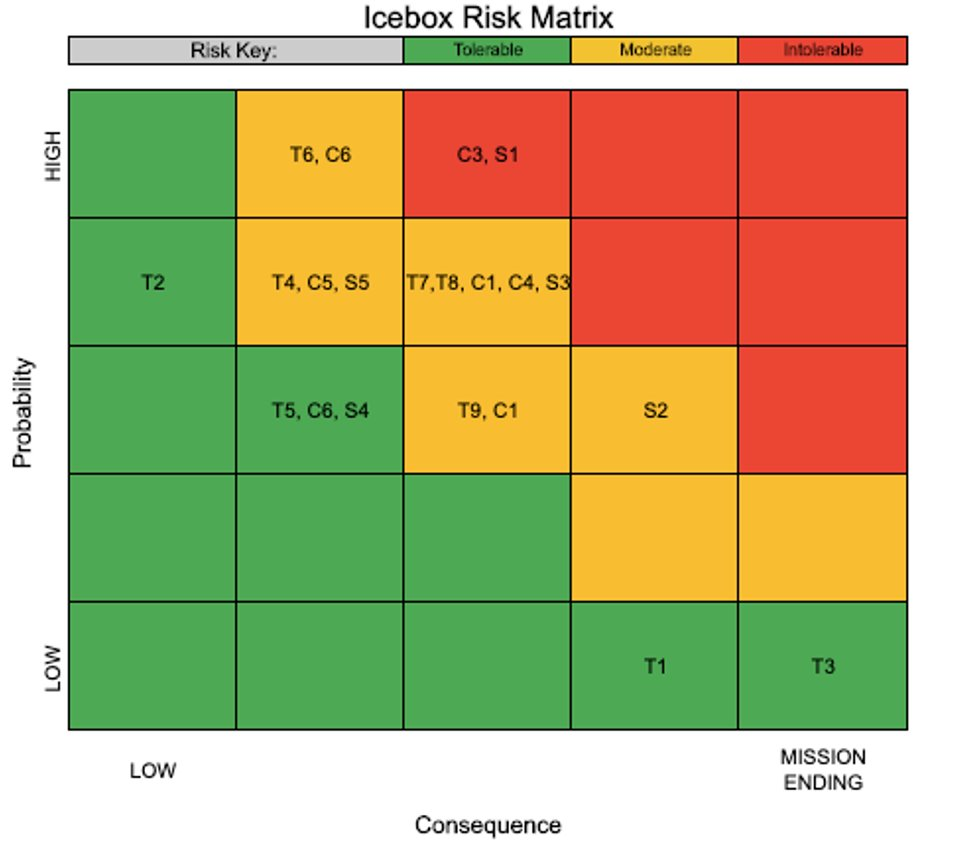 Icebox Risk Matrix
Risk Key: Tolerable Moderate Intolerable
HIGH
T6, C6 C3, S1
T2 T4, C5, S5 T7,T8, C1, C4, S3
Probability
T5, C6, S4 T9, C1 S2
LOW
T1 T3
LOW
MISSION
ENDING
Consequence